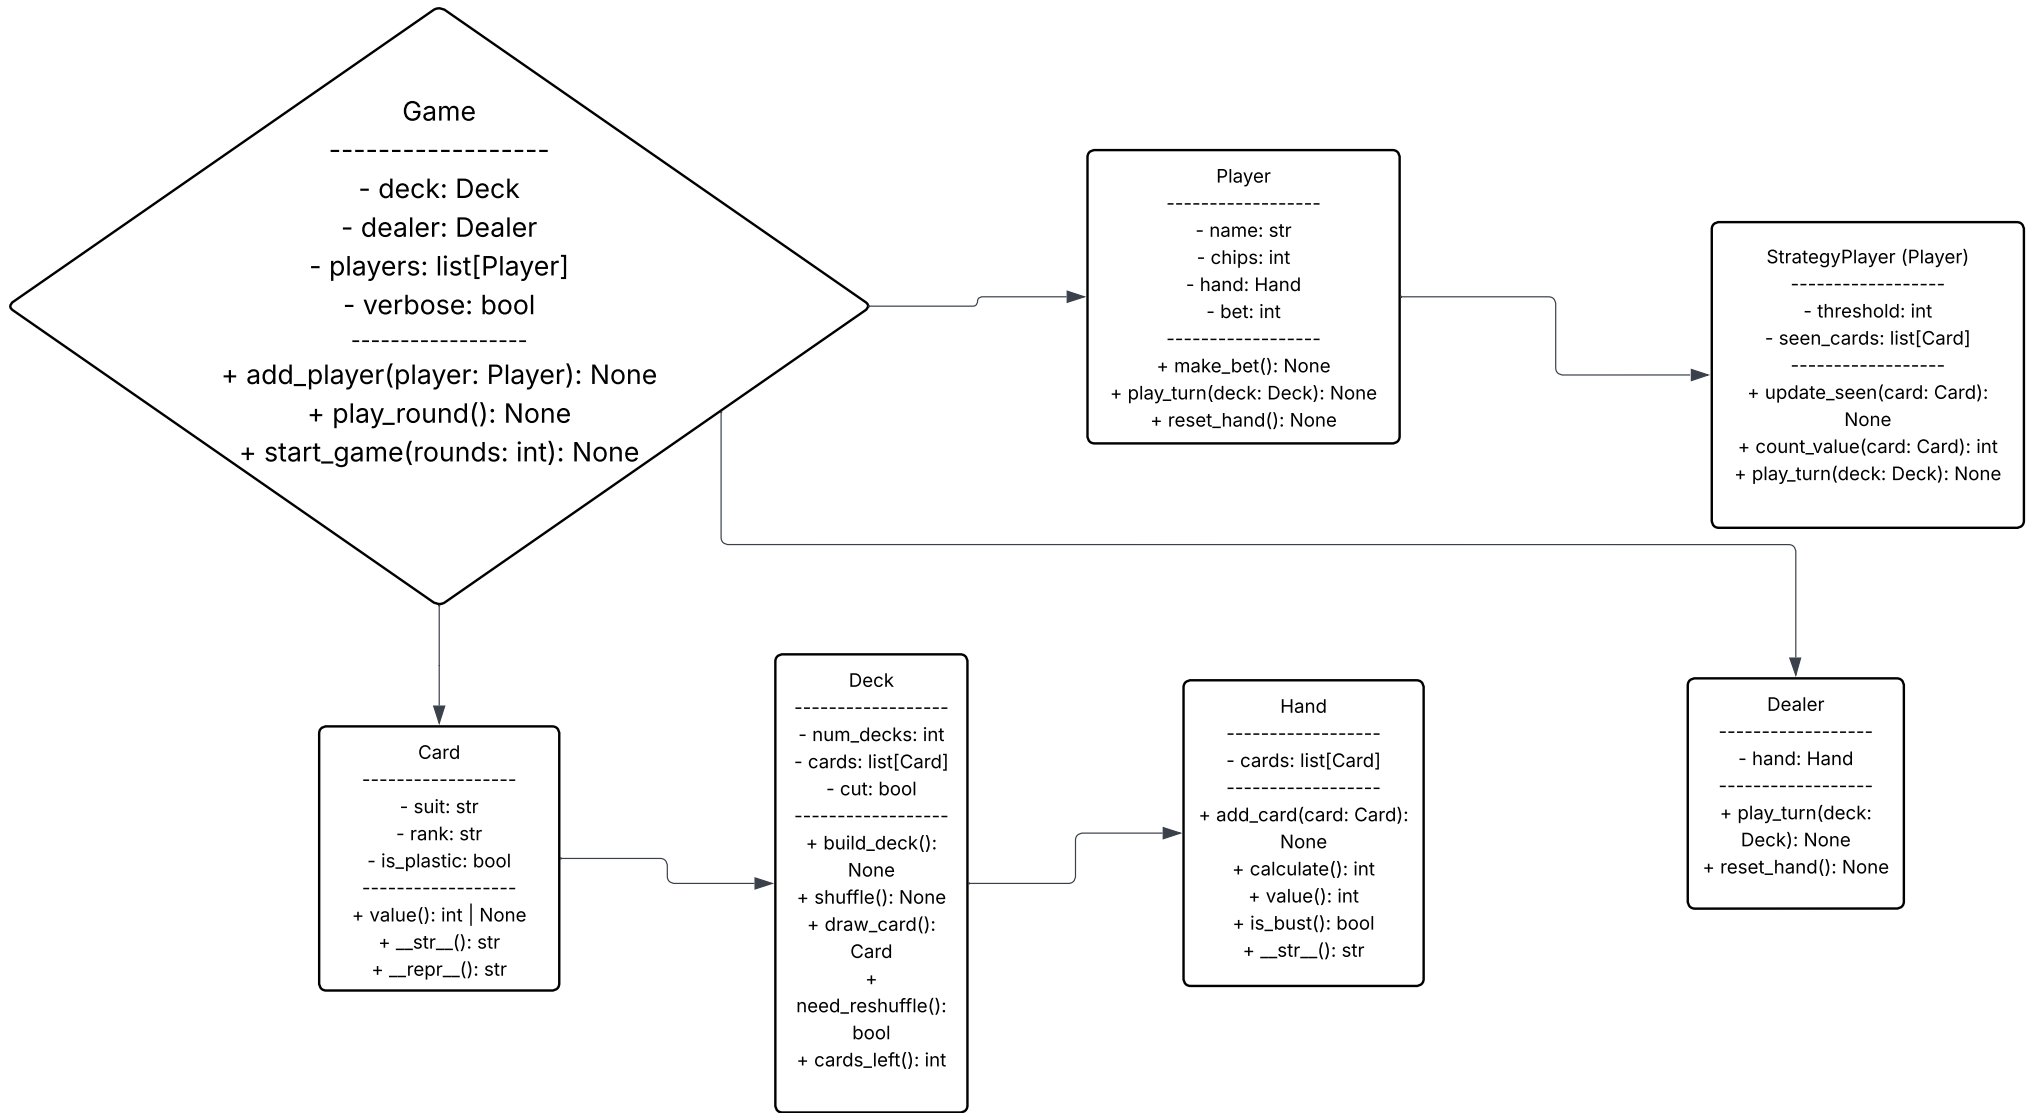 Game
------------------
- deck: Deck
- dealer: Dealer
- players: list[Player]
- verbose: bool
------------------
+ add_player(player: Player): None
+ play_round(): None
+ start_game(rounds: int): None
Player
------------------
- name: str
- chips: int
- hand: Hand
- bet: int
------------------
+ make_bet(): None
+ play_turn(deck: Deck): None
+ reset_hand(): None
StrategyPlayer (Player)
------------------
- threshold: int
- seen_cards: list[Card]
------------------
+ update_seen(card: Card):
None
+ count_value(card: Card): int
+ play_turn(deck: Deck): None
Card
------------------
- suit: str
- rank: str
- is_plastic: bool
------------------
+ value(): int | None
+ __str__(): str
+ __repr__(): str
Deck
------------------
- num_decks: int
- cards: list[Card]
- cut: bool
------------------
+ build_deck():
None
+ shuffle(): None
+ draw_card():
Card
+
need_reshuffle():
bool
+ cards_left(): int
Hand
------------------
- cards: list[Card]
------------------
+ add_card(card: Card):
None
+ calculate(): int
+ value(): int
+ is_bust(): bool
+ __str__(): str
Dealer
------------------
- hand: Hand
------------------
+ play_turn(deck:
Deck): None
+ reset_hand(): None